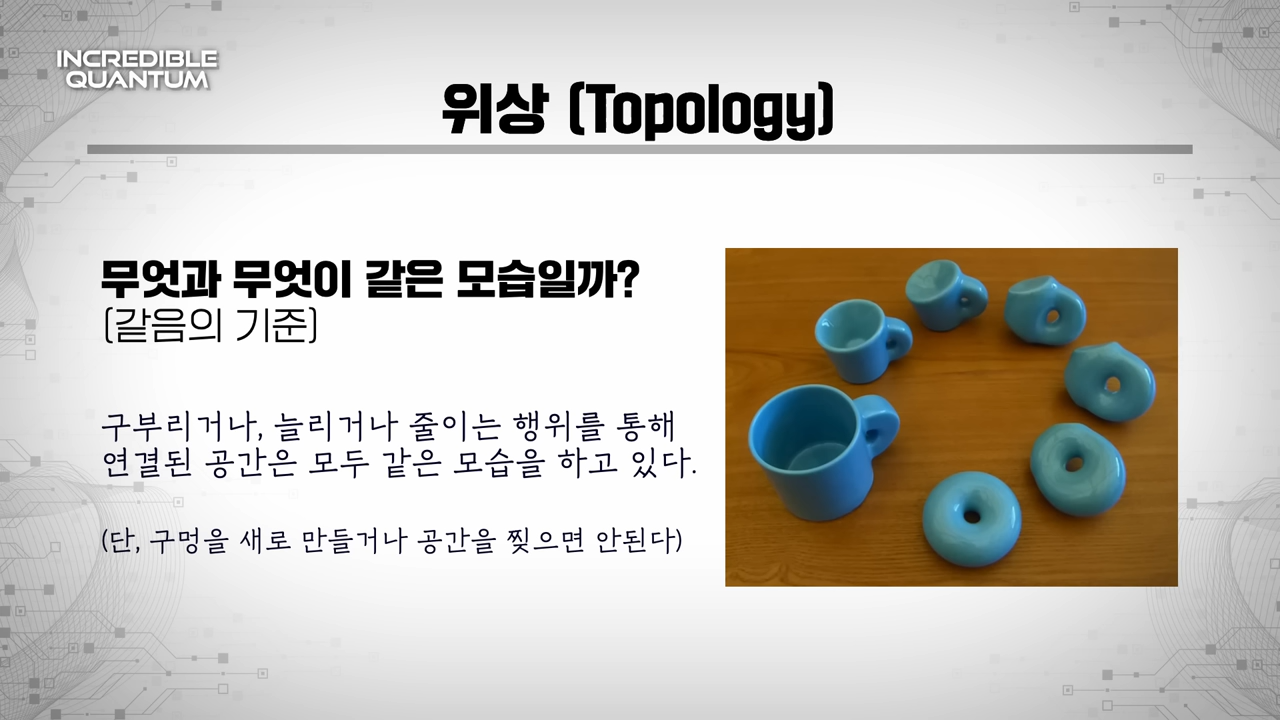 INCREDIBLE
QUANTUM
위상 (Topology)
무엇과 무엇이 같은 모습일까?
(같음의 기준)
구부리거나, 늘리거나 줄이는 행위를 통해
연결된 공간은 모두 같은 모습을 하고 있다.
(단, 구멍을 새로 만들거나 공간을 찢으면 안된다)